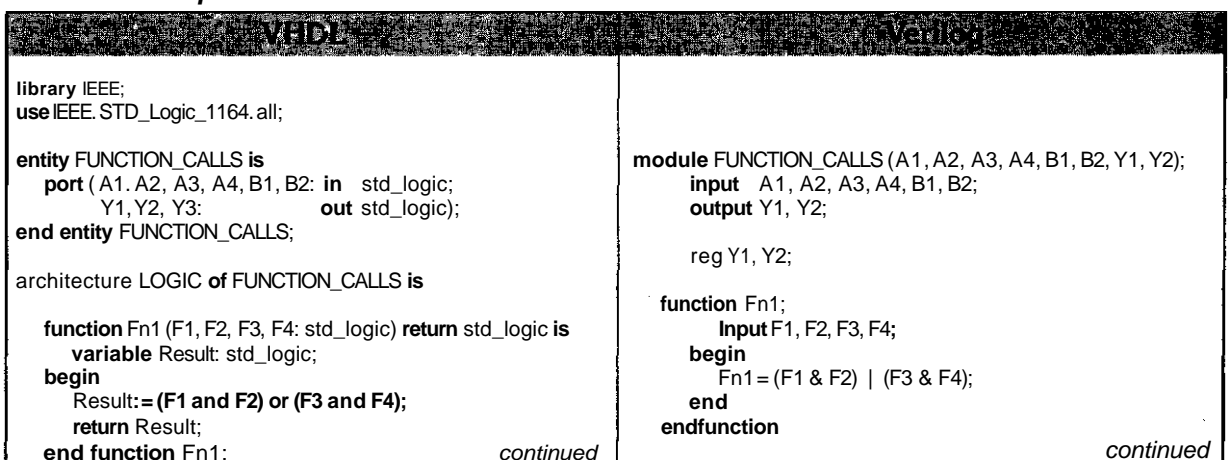 VHDL
library IEEE;
use IEEE. STD_Logic_1164. all;
entity FUNCTION_CALLS is
port ( A1. A2, A3, A4, B1, B2: in std_logic;
Y1, Y2, Y3: out std_logic);
end entity FUNCTION_CALLS;
architecture LOGIC of FUNCTION_CALLS is
function Fn1 (F1, F2, F3, F4: std_logic) return std_logic is
variable Result: std_logic;
begin
Result:= (F1 and F2) or (F3 and F4);
return Result;
end function Fn1;
continued
Verilog
module FUNCTION_CALLS (A1, A2, A3, A4, B1, B2, Y1, Y2);
input A1, A2, A3, A4, B1, B2;
output Y1, Y2;
reg Y1, Y2;
function Fn1;
Input F1, F2, F3, F4;
begin
Fn1 = (F1 & F2) | (F3 & F4);
end
endfunction
continued